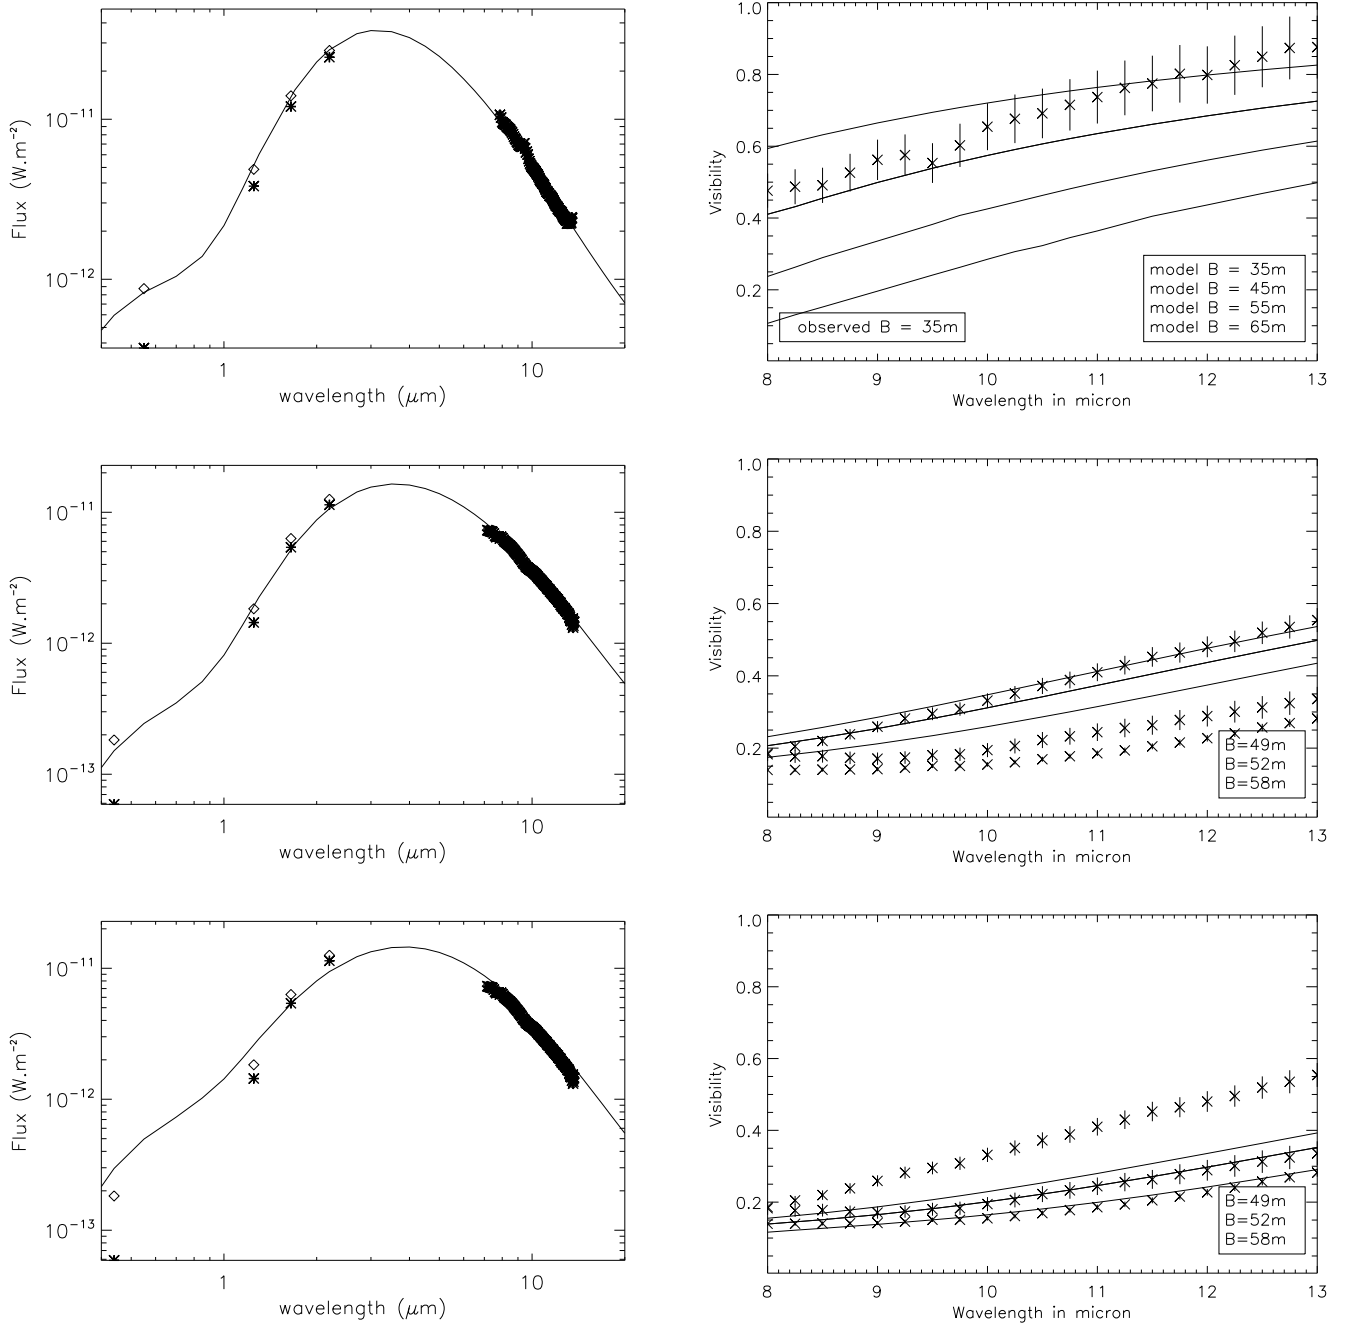 Flux (W.m⁻²)
10⁻¹¹
10⁻¹²
1
10
wavelength (μm)
Visibility
1.0
0.8
0.6
0.4
0.2
observed B = 35m
model B = 35m
model B = 45m
model B = 55m
model B = 65m
8
9
10
11
12
13
Wavelength in micron
Flux (W.m⁻²)
10⁻¹¹
10⁻¹²
10⁻¹³
1
10
wavelength (μm)
Visibility
1.0
0.8
0.6
0.4
0.2
B=49m
B=52m
B=58m
8
9
10
11
12
13
Wavelength in micron
Flux (W.m⁻²)
10⁻¹¹
10⁻¹²
10⁻¹³
1
10
wavelength (μm)
Visibility
1.0
0.8
0.6
0.4
0.2
B=49m
B=52m
B=58m
8
9
10
11
12
13
Wavelength in micron